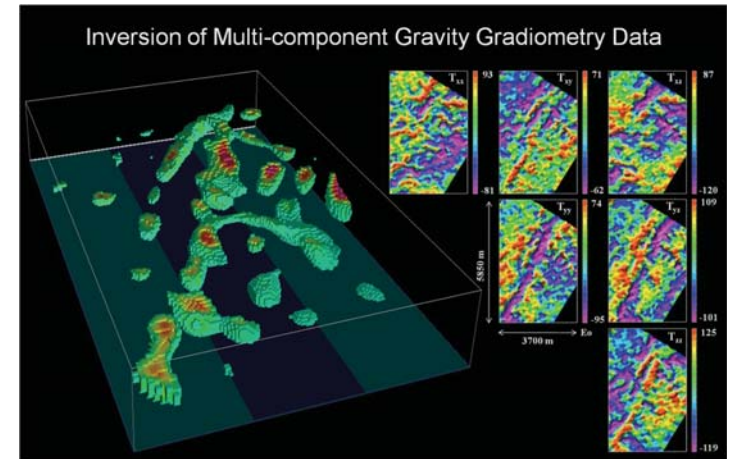 Inversion of Multi-component Gravity Gradiometry Data
Txx 93 Txy 71 Txz 87
-81 -62 -120
Tyy 74 Tyz 109
5850 m
-95 -101
3700 m Eo
Tzz 125
-119